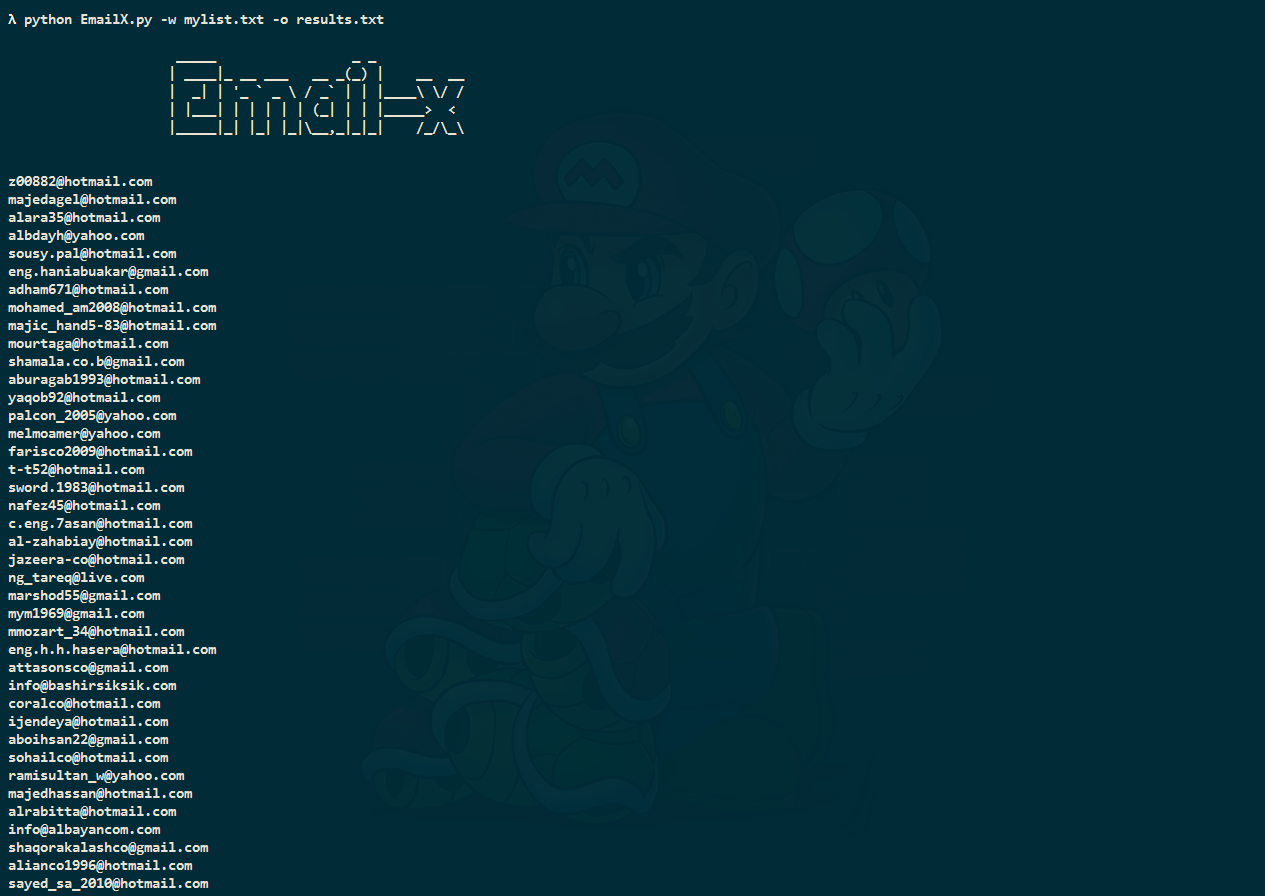 λ python EmailX.py -w mylist.txt -o results.txt
Email-x
z00882@hotmail.com
majedagel@hotmail.com
alara35@hotmail.com
albdayh@yahoo.com
sousy.pal@hotmail.com
eng.haniabuakar@gmail.com
adham671@hotmail.com
mohamed_am2008@hotmail.com
majic_hand5-83@hotmail.com
mourtaga@hotmail.com
shamala.co.b@gmail.com
aburagab1993@hotmail.com
yaqob92@hotmail.com
palcon_2005@yahoo.com
melmoamer@yahoo.com
farisco2009@hotmail.com
t-t52@hotmail.com
sword.1983@hotmail.com
nafez45@hotmail.com
c.eng.7asan@hotmail.com
al-zahabiay@hotmail.com
jazeera-co@hotmail.com
ng_tareq@live.com
marshod55@gmail.com
mym1969@gmail.com
mmozart_34@hotmail.com
eng.h.h.hasera@hotmail.com
attasonsco@gmail.com
info@bashirsiksik.com
coralco@hotmail.com
ijendeya@hotmail.com
aboihsan22@gmail.com
sohailco@hotmail.com
ramisultan_w@yahoo.com
majedhassan@hotmail.com
alrabitta@hotmail.com
info@albayancom.com
shaqorakalashco@gmail.com
alianco1996@hotmail.com
sayed_sa_2010@hotmail.com